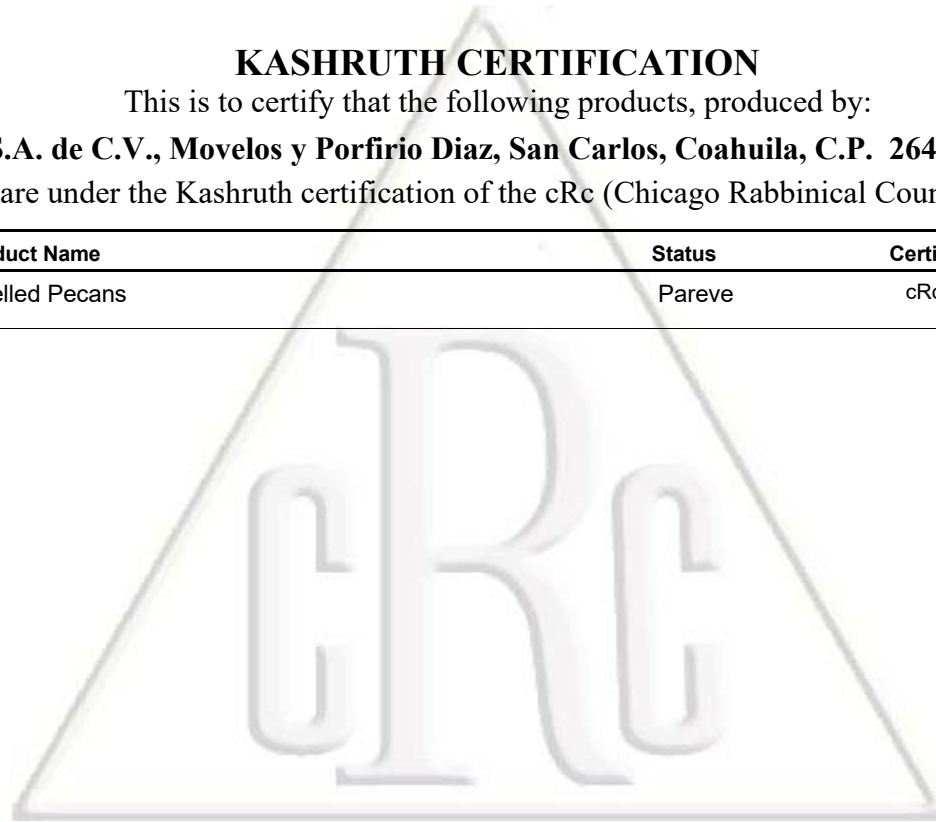 KASHRUTH CERTIFICATION
This is to certify that the following products, produced by:
S.A. de C.V., Movelos y Porfirio Diaz, San Carlos, Coahuila, C.P. 264
are under the Kashruth certification of the cRc (Chicago Rabbinical Coun
duct Name Status Certi
elled Pecans Pareve cRc
cRc